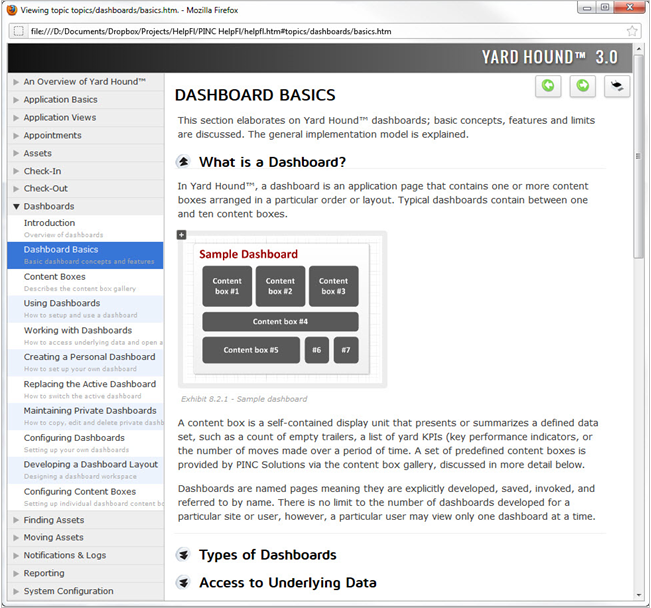 Viewing topic topics/dashboards/basics.htm. - Mozilla Firefox
file:///D:/Documents/Dropbox/Projects/HelpFI/PINC HelpFI/helpfl.htm#topics/dashboards/basics.htm
YARD HOUND™ 3.0
An Overview of Yard Hound™
Application Basics
Application Views
Appointments
Assets
Check-In
Check-Out
Dashboards
Introduction
Overview of dashboards
Dashboard Basics
Basic dashboard concepts and features
Content Boxes
Describes the content box gallery
Using Dashboards
How to setup and use a dashboard
Working with Dashboards
How to access underlying data and open a
Creating a Personal Dashboard
How to set up your own dashboard
Replacing the Active Dashboard
How to switch the active dashboard
Maintaining Private Dashboards
How to copy, edit and delete private dashb
Configuring Dashboards
Setting up your own dashboards
Developing a Dashboard Layout
Designing a dashboard workspace
Configuring Content Boxes
Setting up individual dashboard content bo
Finding Assets
Moving Assets
Notifications & Logs
Reporting
System Configuration
DASHBOARD BASICS
This section elaborates on Yard Hound™ dashboards; basic concepts, features and limits
are discussed. The general implementation model is explained.
What is a Dashboard?
In Yard Hound™, a dashboard is an application page that contains one or more content
boxes arranged in a particular order or layout. Typical dashboards contain between one
and ten content boxes.
Sample Dashboard
Content
box #1
Content
box #2
Content
box #3
Content box #4
Content box #5
#6
#7
Exhibit 8.2.1 - Sample dashboard
A content box is a self-contained display unit that presents or summarizes a defined data
set, such as a count of empty trailers, a list of yard KPIs (key performance indicators, or
the number of moves made over a period of time. A set of predefined content boxes is
provided by PINC Solutions via the content box gallery, discussed in more detail below.
Dashboards are named pages meaning they are explicitly developed, saved, invoked, and
referred to by name. There is no limit to the number of dashboards developed for a
particular site or user, however, a particular user may view only one dashboard at a time.
Types of Dashboards
Access to Underlying Data